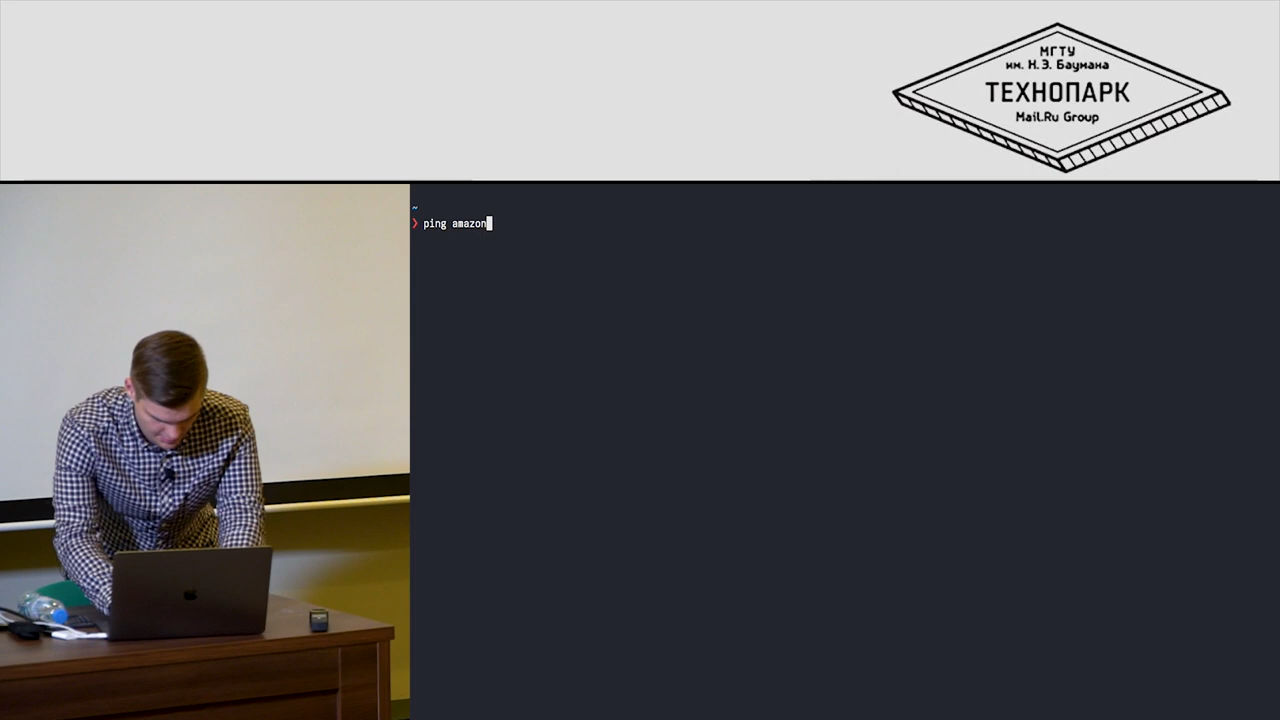 МГТУ
им. Н.Э. Баумана
ТЕХНОПАРК
Mail.Ru Group
~
❯ ping amazon